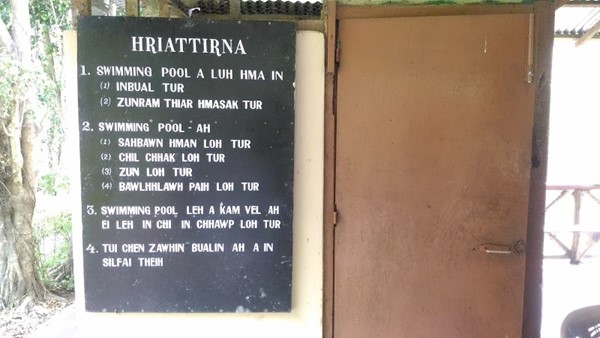 HRIATTIRNA
1. SWIMMING POOL A LUH HMA IN
(1) INBUAL TUR
(2) ZUNRAM THIAR HMASAK TUR
2. SWIMMING POOL - AH
(1) SAHBAWN HMAN LOH TUR
(2) CHIL CHHAK LOH TUR
(3) ZUN LOH TUR
(4) BAWLHHLAWH PAIH LOH TUR
3. SWIMMING POOL LEH A KAM VEL AH
EI LEH IN CHI IN CHHAWP LOH TUR
4. TUI CHEN ZAWHIN BUALIN AH A IN
SILFAI THEIH